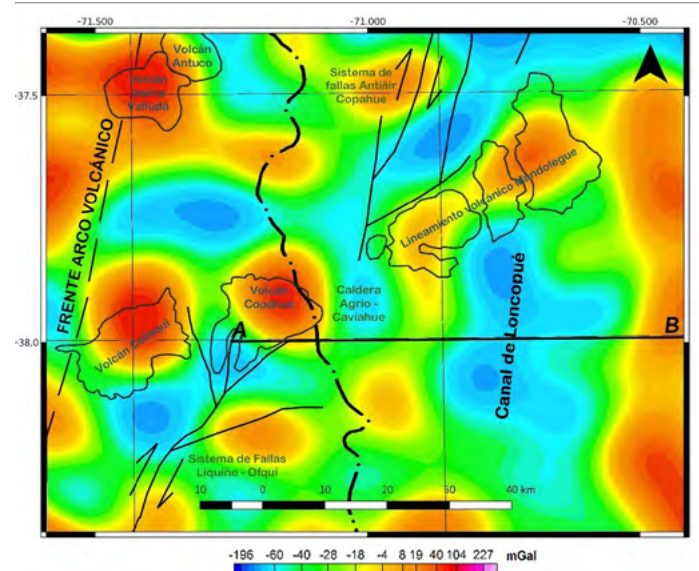 -71.500 -71.000 -70.500
Volcán
Antuco
Volcán
Sierra
Velluda
Sistema de
fallas Antiñir
Copahue
-37.5
FRENTE ARCO VOLCÁNICO
Lineamiento Volcánico Mandolegue
Volcán
Copahue
Caldera
Agrio -
Caviahue
Volcán Callaqui
A
B
-38.0
Canal de Loncopué
Sistema de Fallas
Liquiñe - Ofqui
10 0 10 20 30 40 km
-196 -60 -40 -28 -18 -4 8 19 40 104 227 mGal